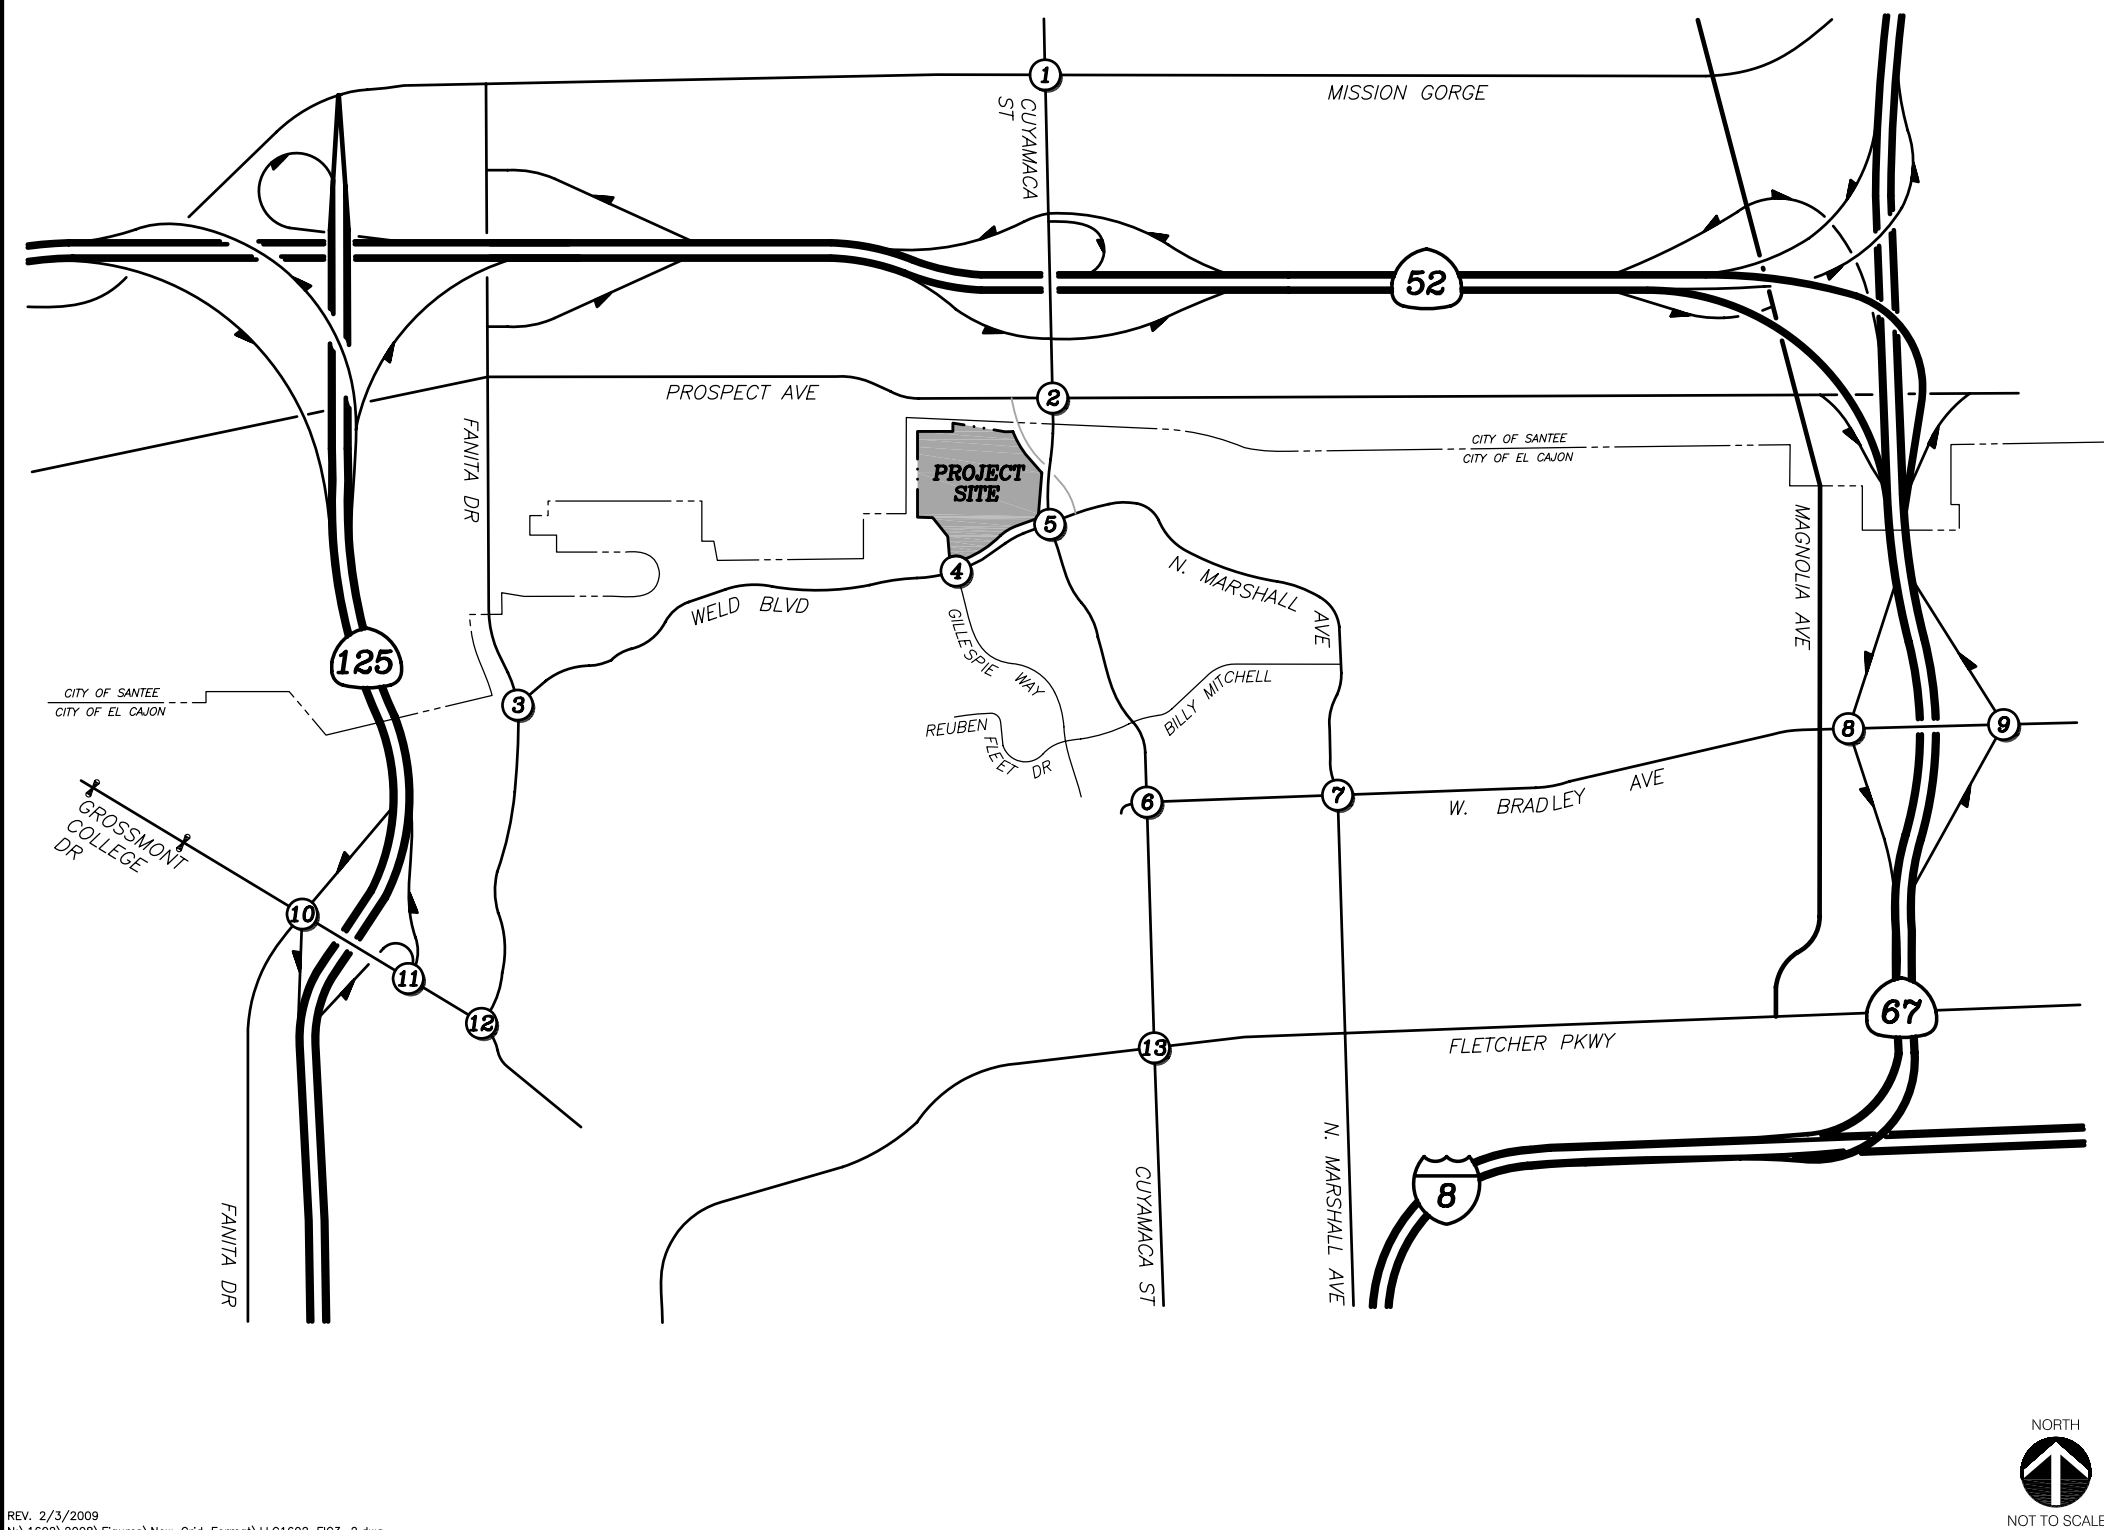 1
MISSION GORGE
CUYAMACA
ST
52
PROSPECT AVE
2
CITY OF SANTEE
CITY OF EL CAJON
FANITA DR
PROJECT
SITE
5
MAGNOLIA AVE
4
N. MARSHALL AVE
WELD BLVD
GILLESPIE WAY
125
BILLY MITCHELL
CITY OF SANTEE
CITY OF EL CAJON
3
REUBEN FLEET DR
8
9
GROSSMONT
COLLEGE
DR
6
7
W. BRADLEY AVE
10
11
12
67
13
FLETCHER PKWY
FANITA DR
CUYAMACA ST
N. MARSHALL AVE
8
NORTH
NOT TO SCALE
REV. 2/3/2009